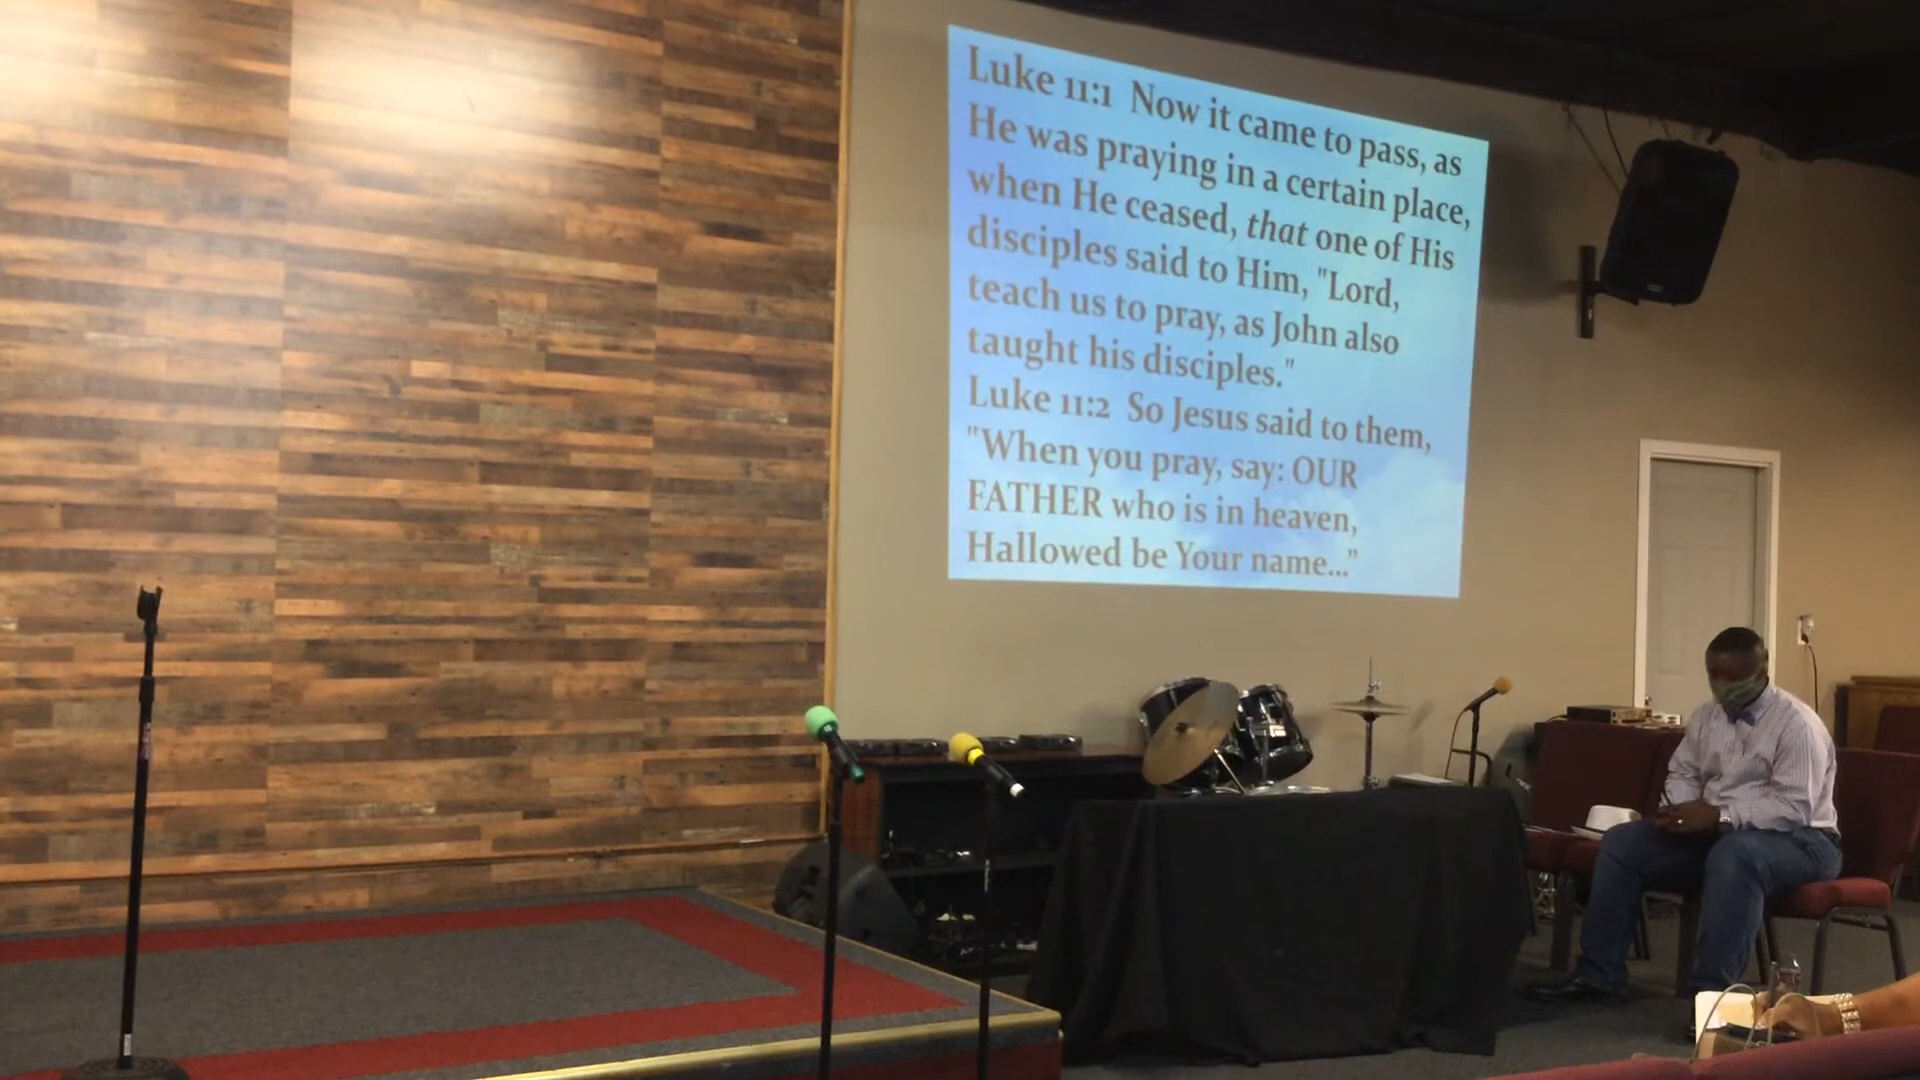 Luke 11:1 Now it came to pass, as
He was praying in a certain place,
when He ceased, that one of His
disciples said to Him, "Lord,
teach us to pray, as John also
taught his disciples."
Luke 11:2 So Jesus said to them,
"When you pray, say: OUR
FATHER who is in heaven,
Hallowed be Your name..."